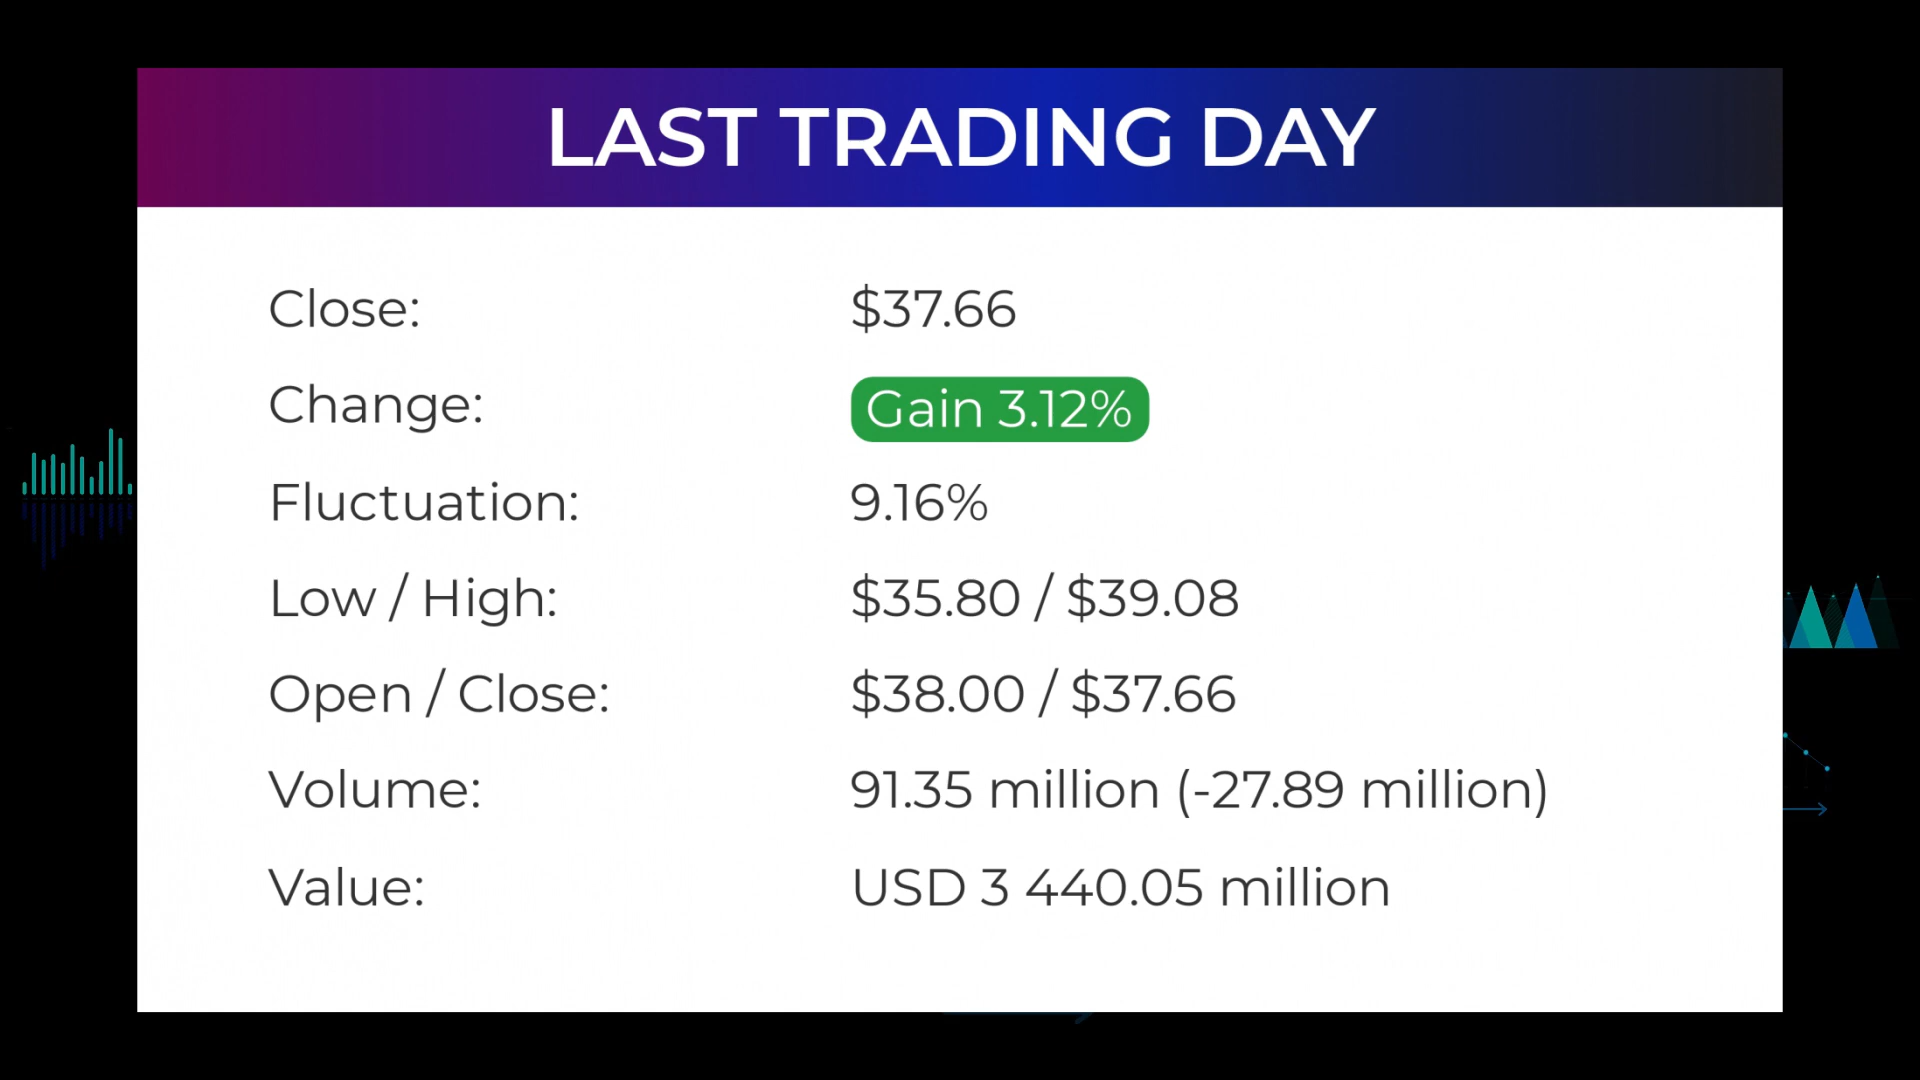 LAST TRADING DAY
Close: $37.66
Change: Gain 3.12%
Fluctuation: 9.16%
Low / High: $35.80 / $39.08
Open / Close: $38.00 / $37.66
Volume: 91.35 million (-27.89 million)
Value: USD 3 440.05 million